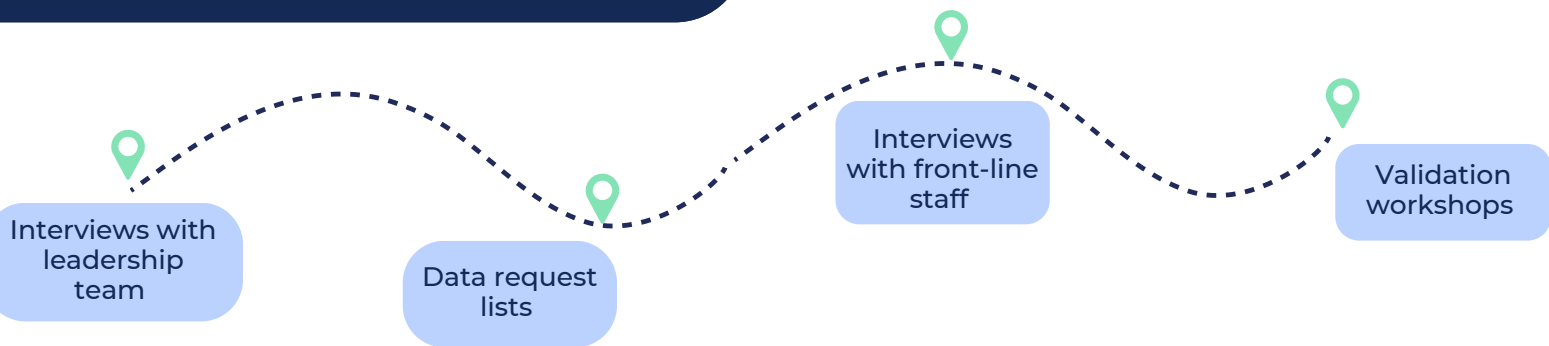 Interviews with
leadership
team
Data request
lists
Interviews
with front-line
staff
Validation
workshops